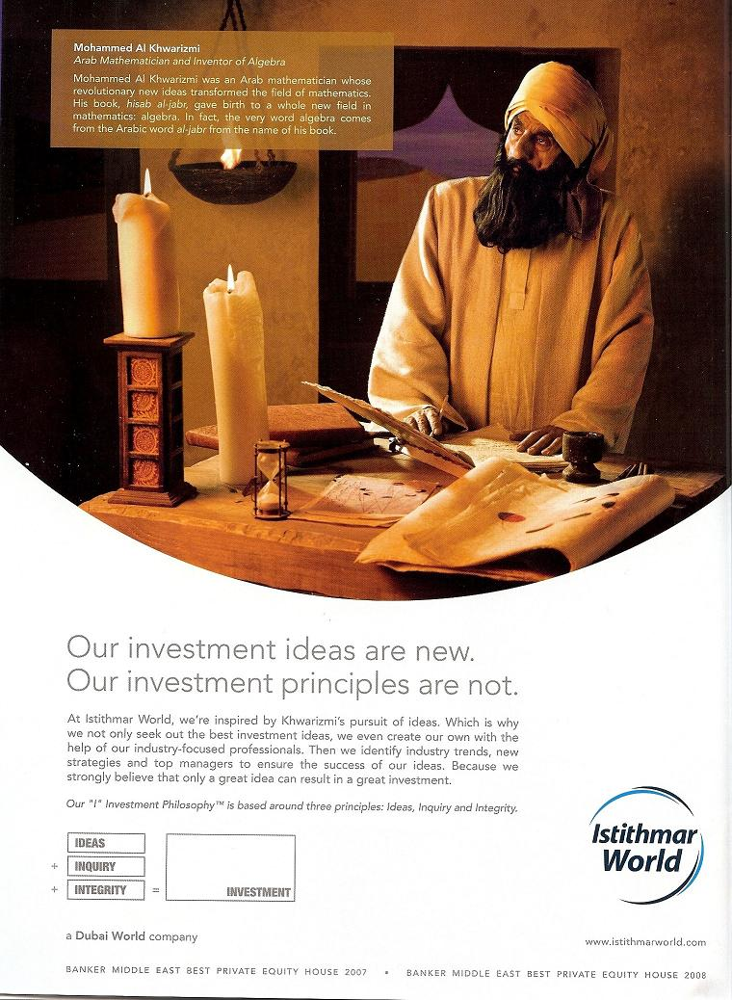 Mohammed Al Khwarizmi
Arab Mathematician and Inventor of Algebra
Mohammed Al Khwarizmi was an Arab mathematician whose
revolutionary new ideas transformed the field of mathematics.
His book, hisab al-jabr, gave birth to a whole new field in
mathematics: algebra. In fact, the very word algebra comes
from the Arabic word al-jabr from the name of his book.
Our investment ideas are new.
Our investment principles are not.
At Istithmar World, we're inspired by Khwarizmi's pursuit of ideas. Which is why
we not only seek out the best investment ideas, we even create our own with the
help of our industry-focused professionals. Then we identify industry trends, new
strategies and top managers to ensure the success of our ideas. Because we
strongly believe that only a great idea can result in a great investment.
Our "I" Investment Philosophy™ is based around three principles: Ideas, Inquiry and Integrity.
IDEAS
+ INQUIRY
+ INTEGRITY = INVESTMENT
Istithmar
World
a Dubai World company
www.istithmarworld.com
BANKER MIDDLE EAST BEST PRIVATE EQUITY HOUSE 2007 • BANKER MIDDLE EAST BEST PRIVATE EQUITY HOUSE 2008